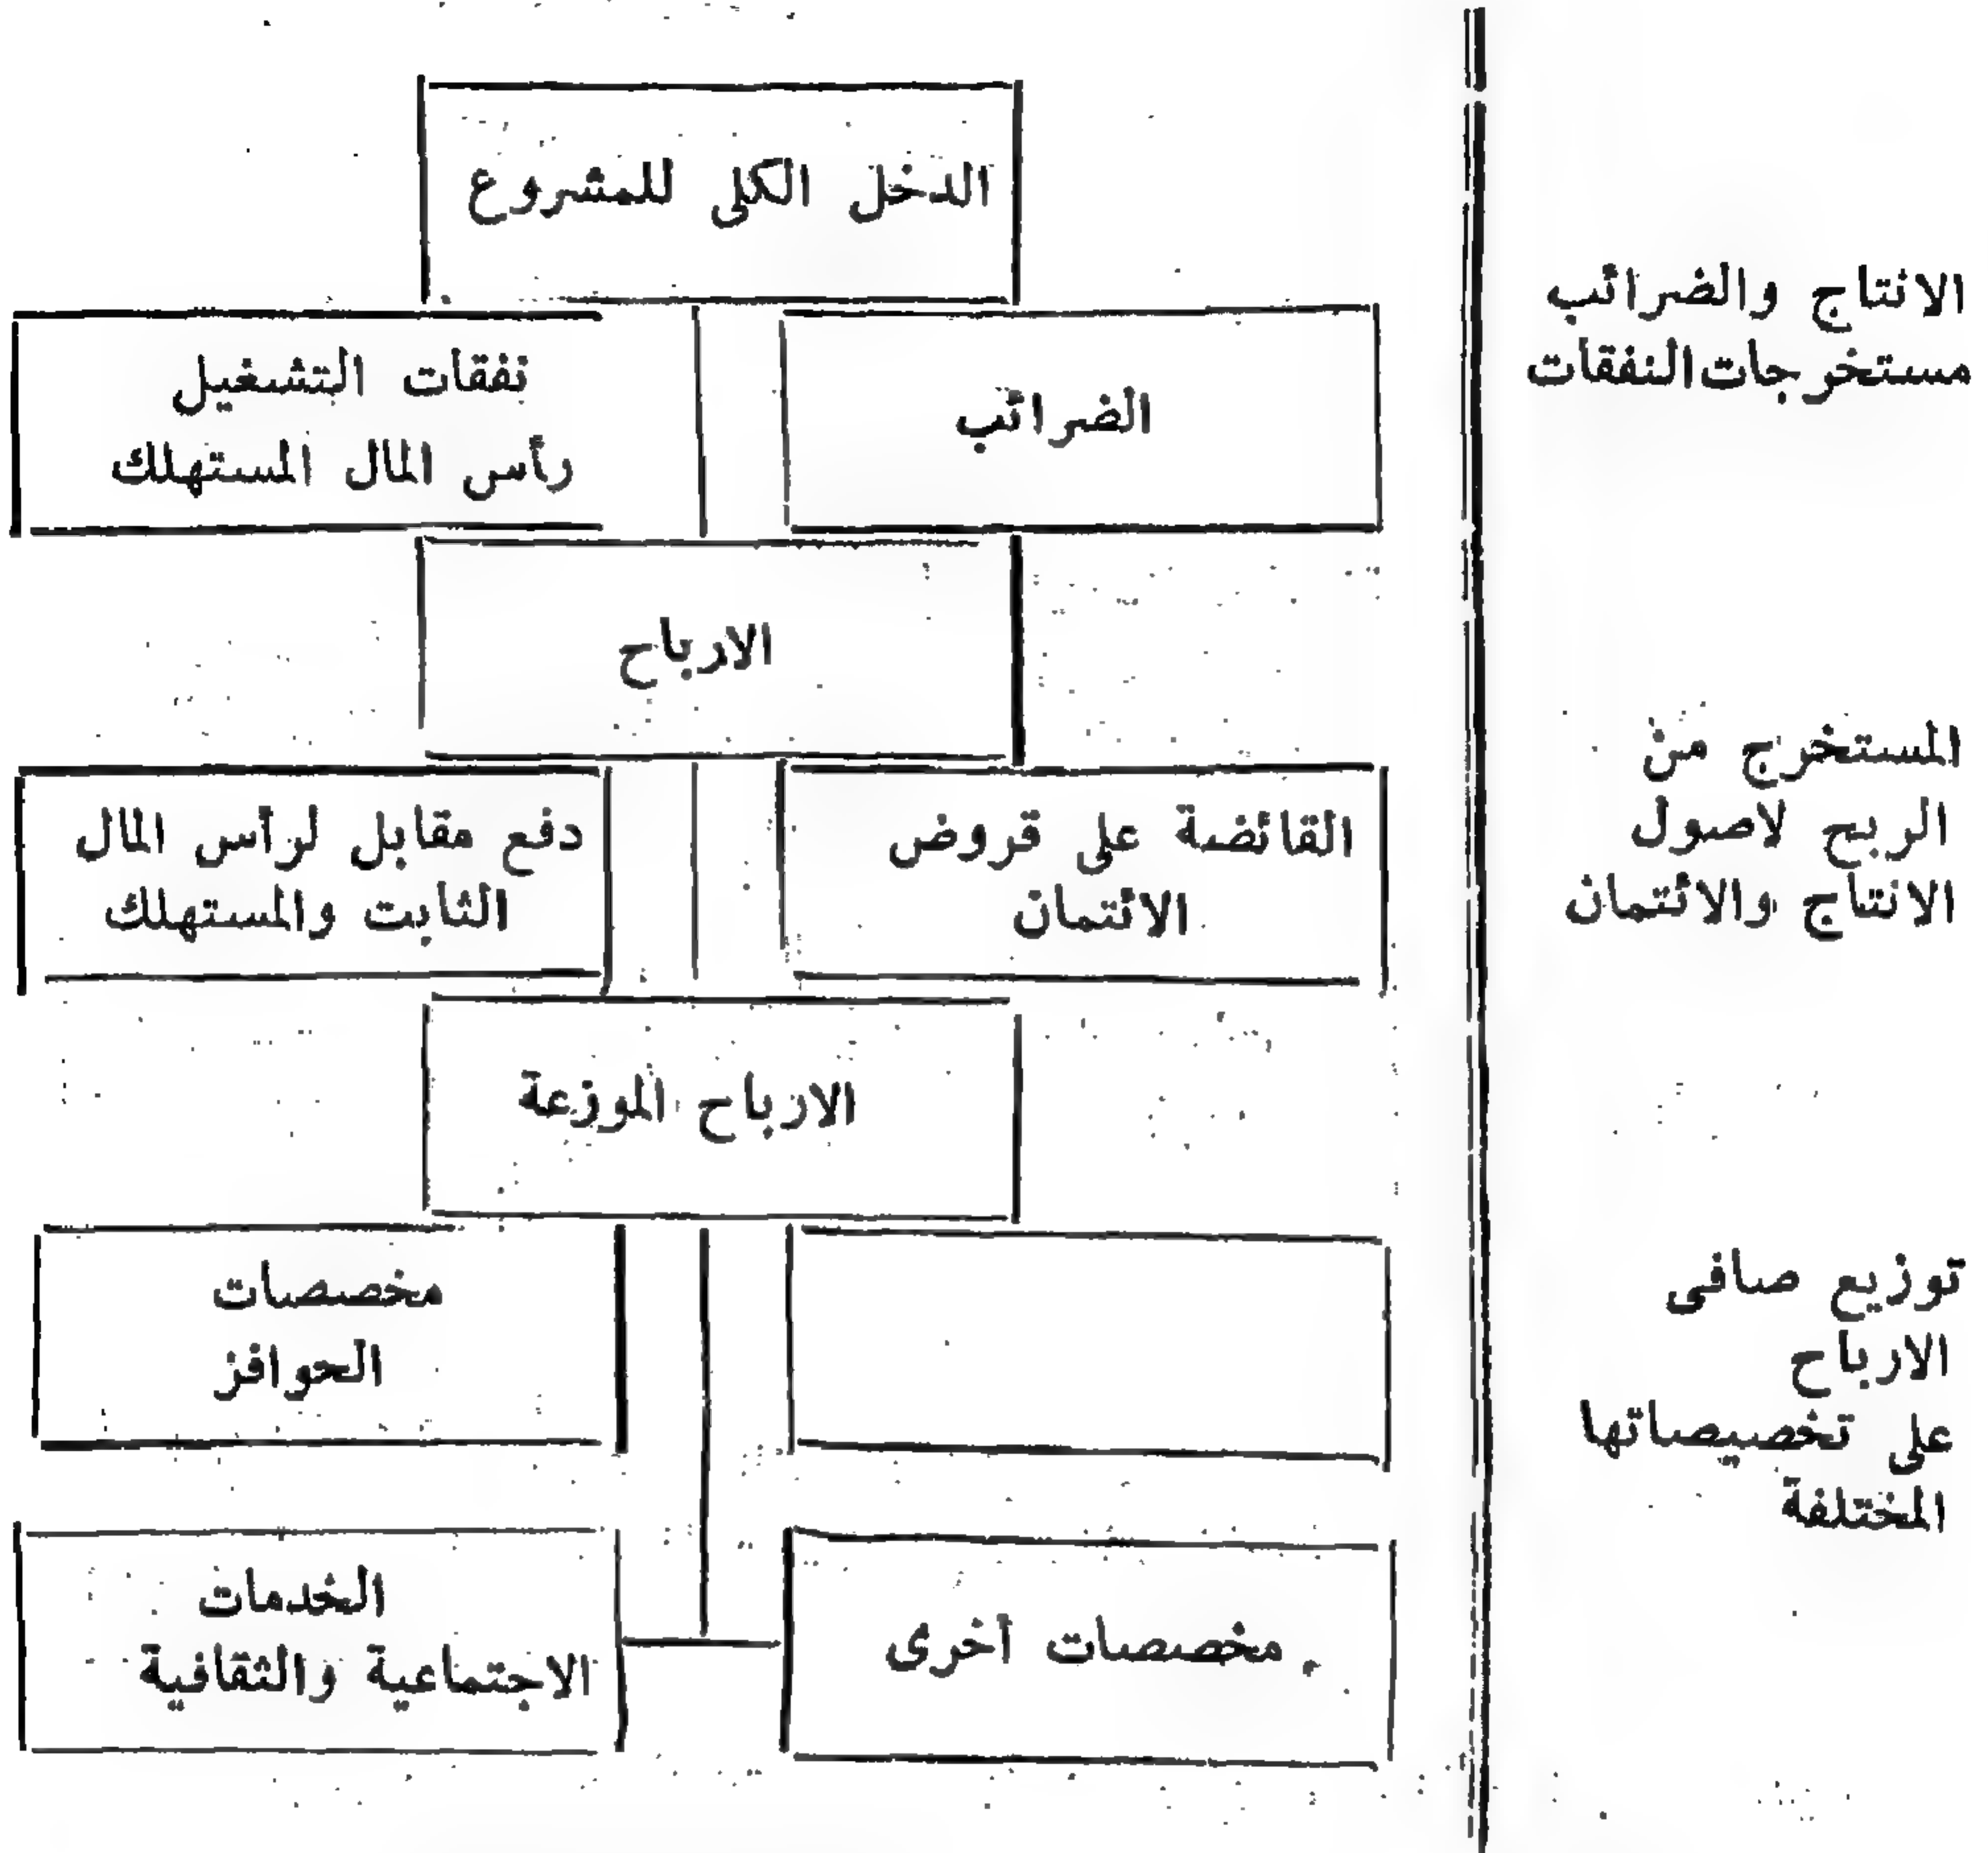 الدخل الكلى للمشروع
الانتاج والضرائب
مستخرجات النفقات
الضرائب
نفقات التشغيل
رأس المال المستهلك
الارباح
المستخرج من
الربح لاصول
الانتاج والائتمان
القائضة على قروض
الائتمان
دفع مقابل لرأس المال
الثابت والمستهلك
الارباح الموزعة
توزيع صافى
الارباح
على تخصيصاتها
المختلفة
مخصصات
الحوافز
مخصصات أخرى
الخدمات
الاجتماعية والثقافية